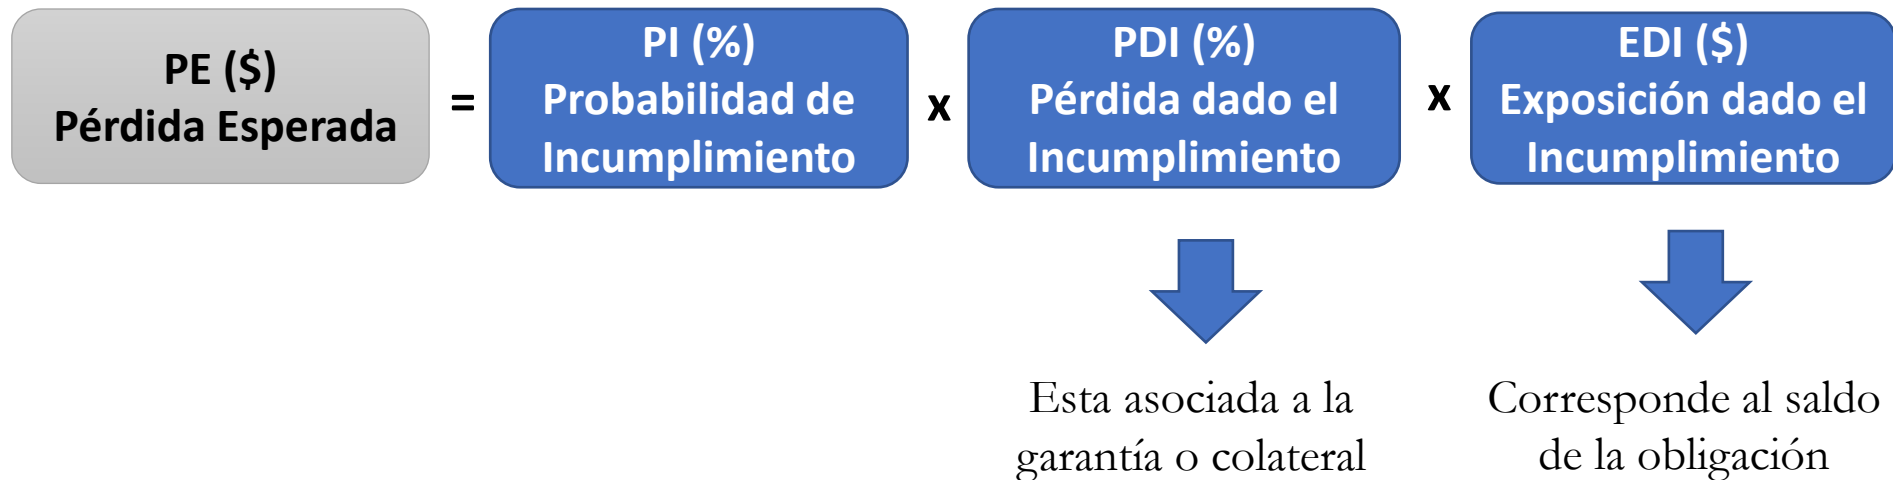 PE ($)
Pérdida Esperada
=
PI (%)
Probabilidad de
Incumplimiento
x
PDI (%)
Pérdida dado el
Incumplimiento
x
EDI ($)
Exposición dado el
Incumplimiento
Esta asociada a la
garantía o colateral
Corresponde al saldo
de la obligación